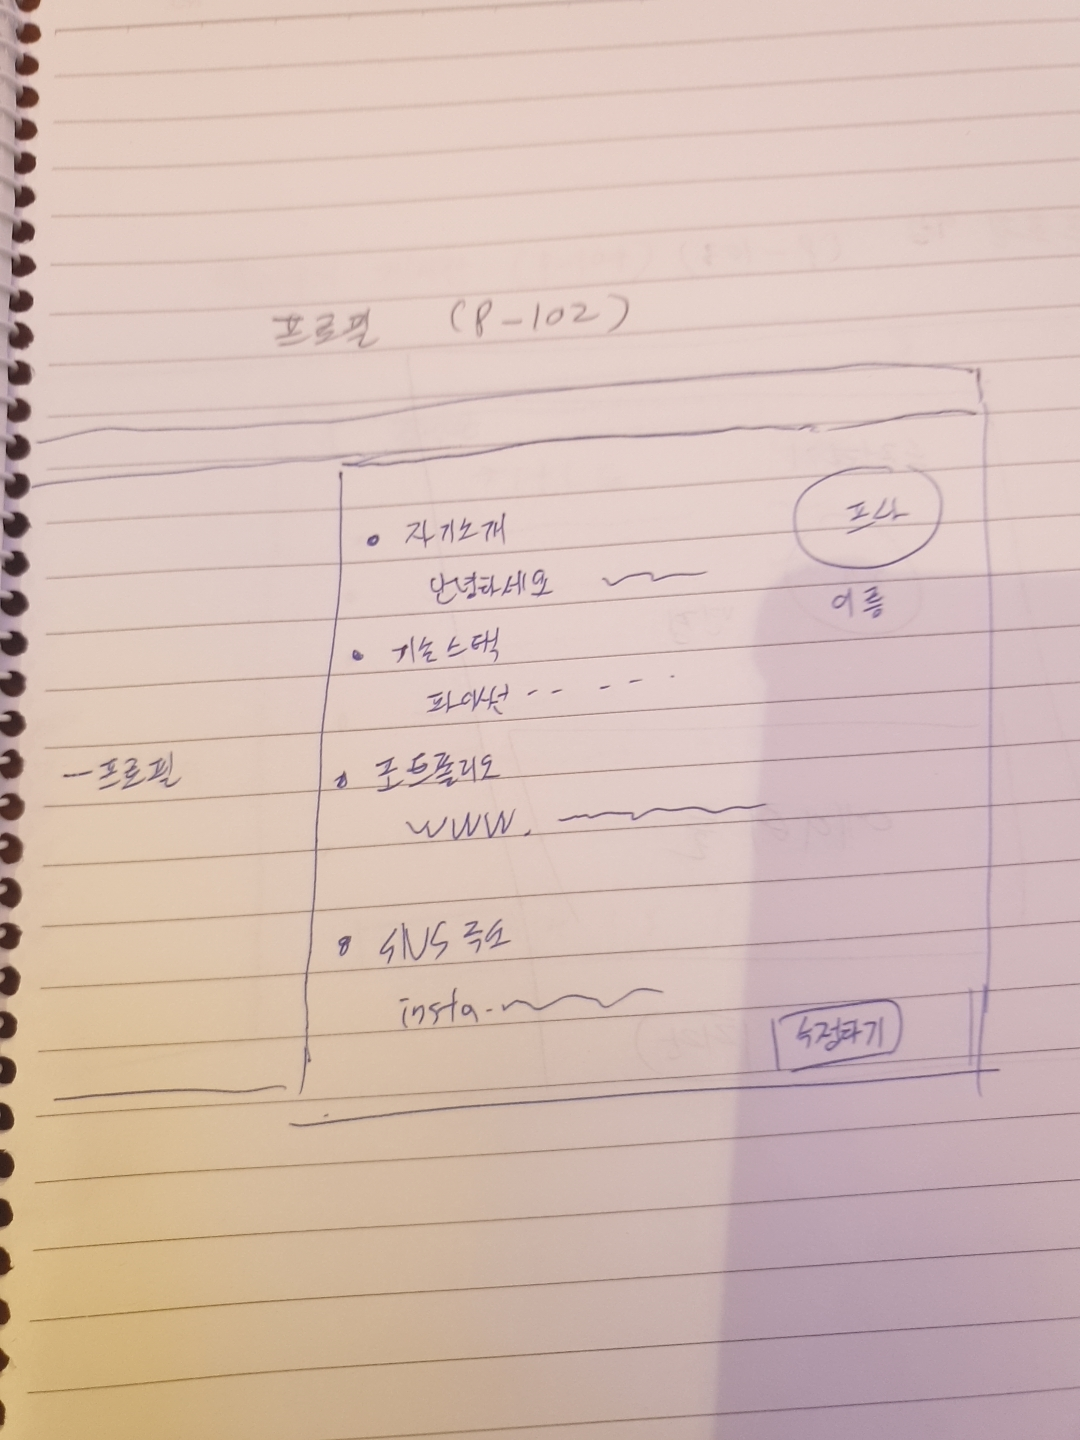 프로필 (P-102)
프사
이름
- 자기소개
안녕하세요
- 기술스택
파이썬 -- - - .
- 프로필
- 포트폴리오
www.
- SNS 주소
insta.
수정하기